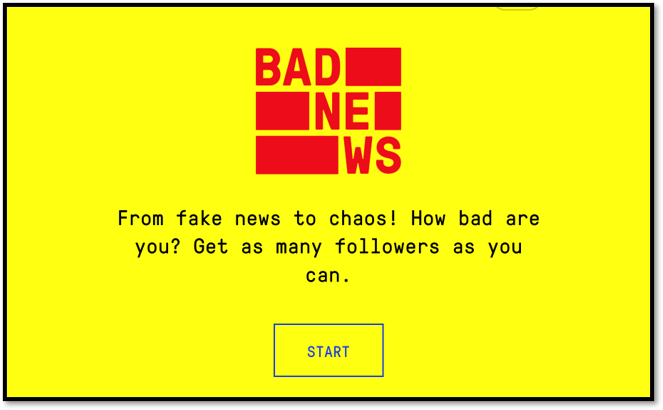 BAD
NE
WS
From fake news to chaos! How bad are
you? Get as many followers as you
can.
START